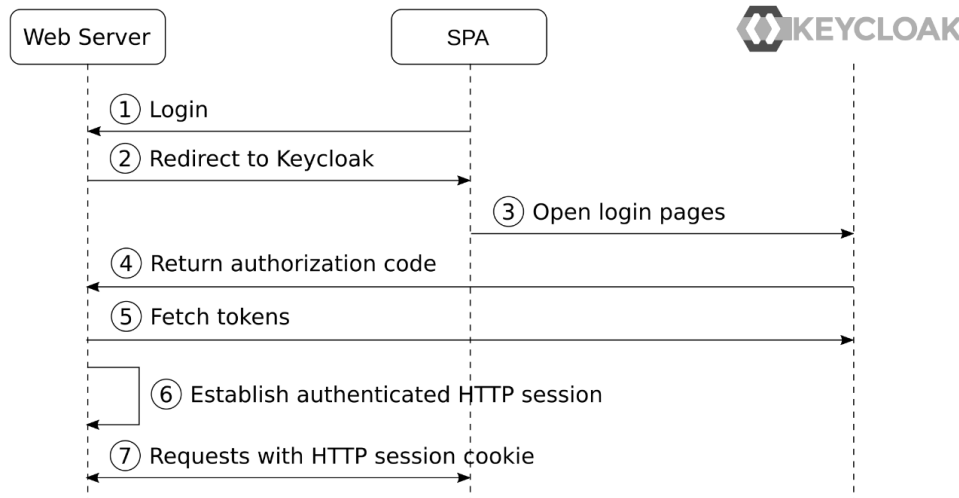 Web Server
SPA
KEYCLOAK
1 Login
2 Redirect to Keycloak
3 Open login pages
4 Return authorization code
5 Fetch tokens
6 Establish authenticated HTTP session
7 Requests with HTTP session cookie